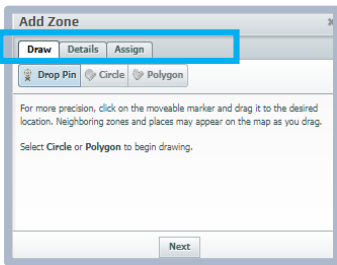 Add Zone
Draw Details Assign
Drop Pin Circle Polygon
For more precision, click on the moveable marker and drag it to the desired
location. Neighboring zones and places may appear on the map as you drag.
Select Circle or Polygon to begin drawing.
Next